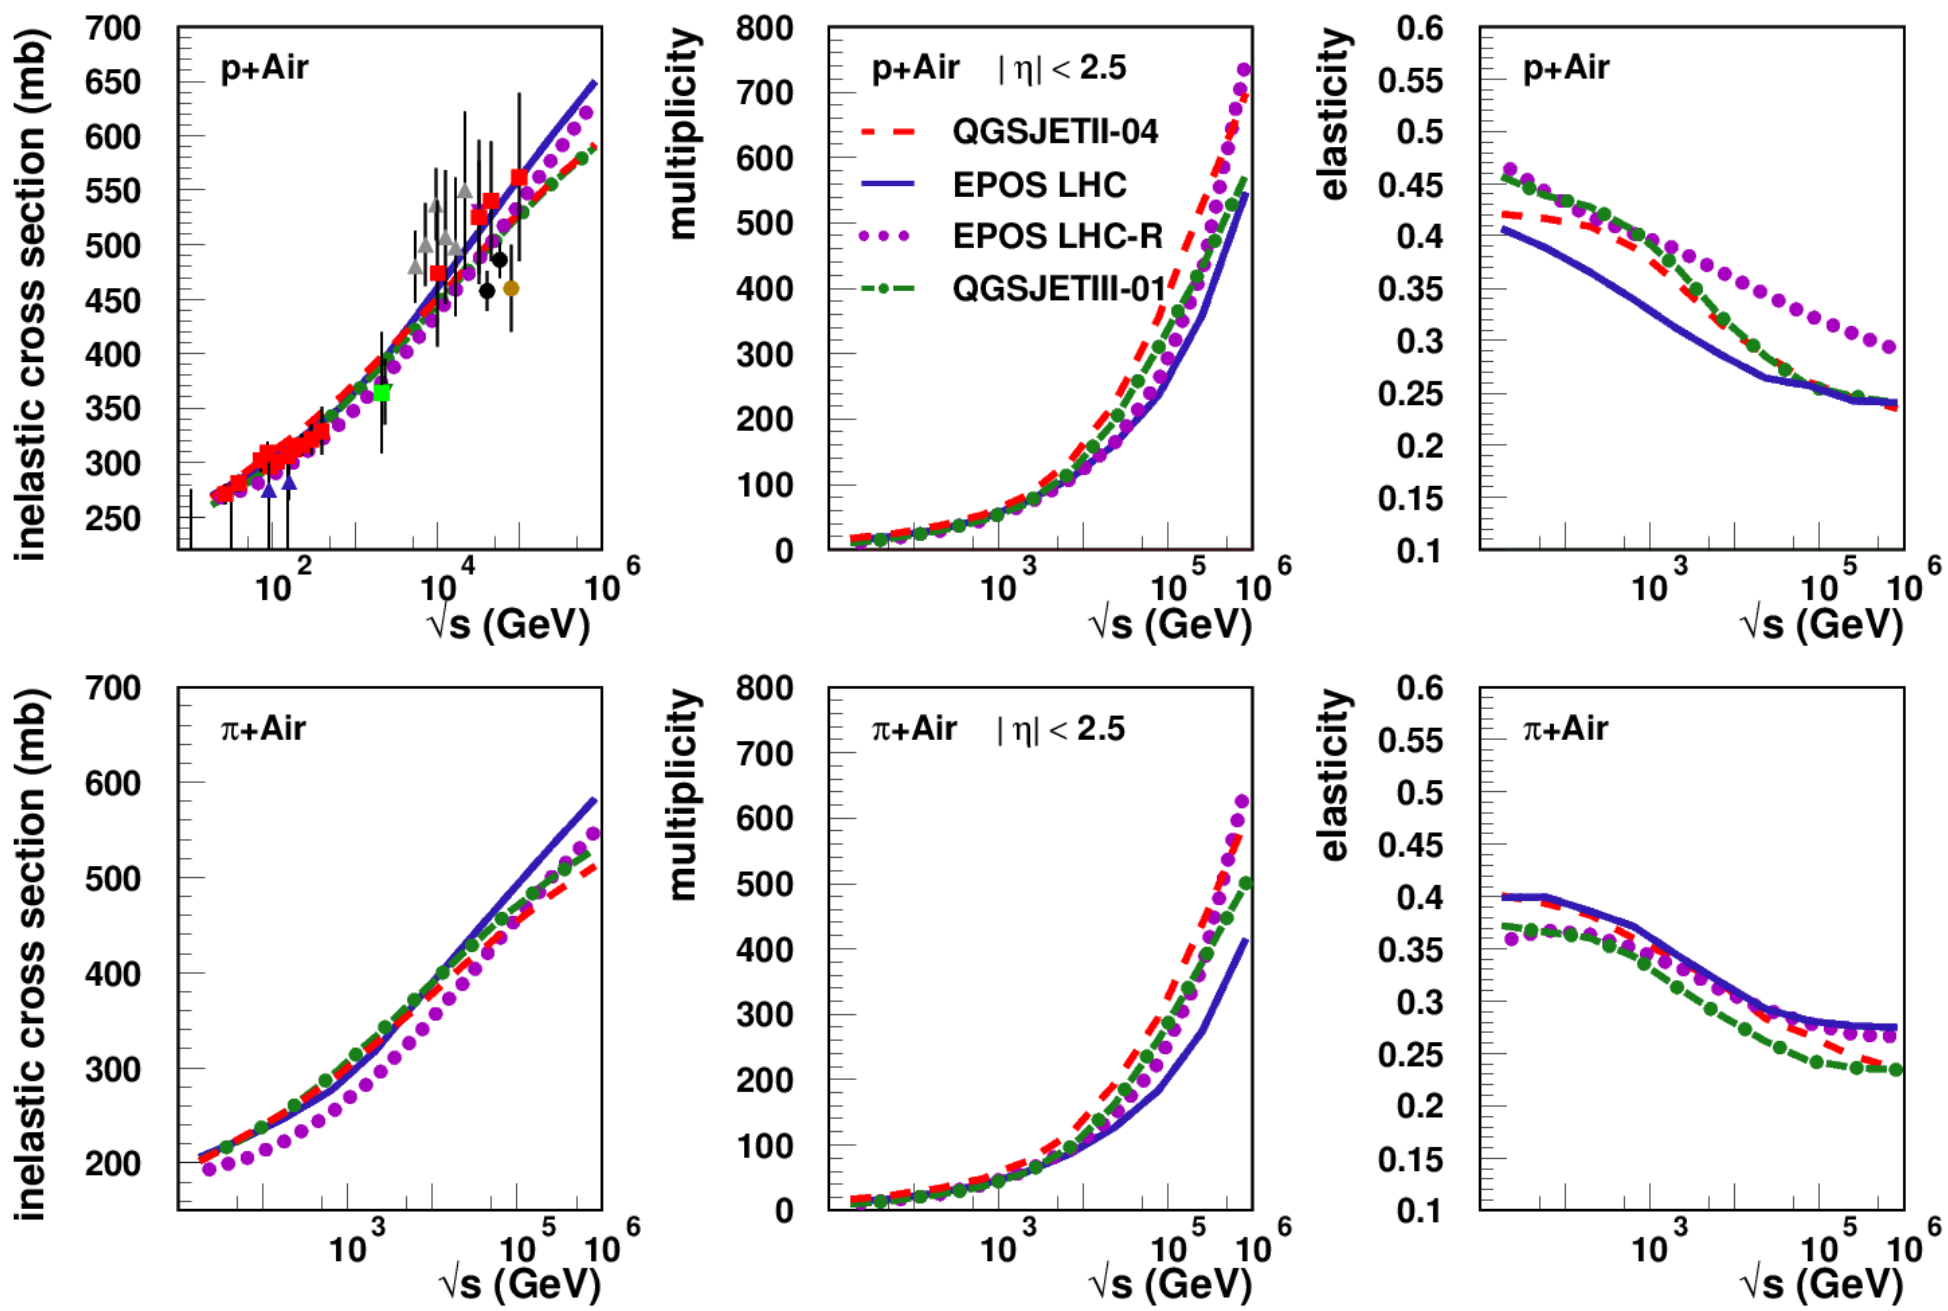 inelastic cross section (mb)
700
650
600
550
500
450
400
350
300
250
p+Air
10^2 10^4 10^6
√s (GeV)
multiplicity
800
700
600
500
400
300
200
100
0
p+Air |η| < 2.5
QGSJETII-04
EPOS LHC
EPOS LHC-R
QGSJETIII-01
10^3 10^5 10^6
√s (GeV)
elasticity
0.6
0.55
0.5
0.45
0.4
0.35
0.3
0.25
0.2
0.15
0.1
p+Air
10^3 10^5 10^6
√s (GeV)
inelastic cross section (mb)
700
600
500
400
300
200
π+Air
10^3 10^5 10^6
√s (GeV)
multiplicity
800
700
600
500
400
300
200
100
0
π+Air |η| < 2.5
10^3 10^5 10^6
√s (GeV)
elasticity
0.6
0.55
0.5
0.45
0.4
0.35
0.3
0.25
0.2
0.15
0.1
π+Air
10^3 10^5 10^6
√s (GeV)